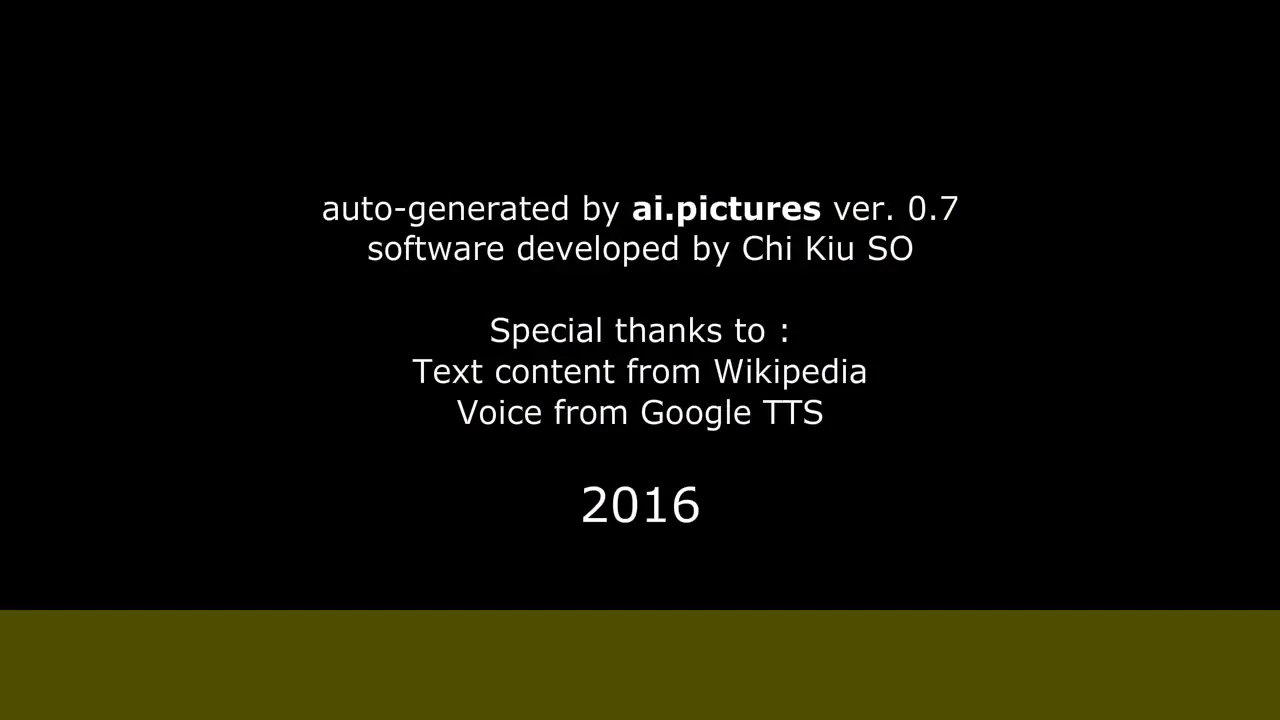 auto-generated by ai.pictures ver. 0.7
software developed by Chi Kiu SO
Special thanks to :
Text content from Wikipedia
Voice from Google TTS
2016